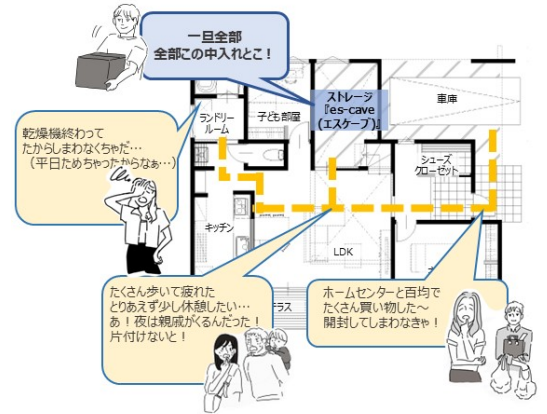 一旦全部
全部この中入れとこ！
ストレージ
『es-cave
(エスケープ)』
車庫
ランドリー
ルーム
子ども部屋
乾燥機終わって
たからしまわなくちゃだ…
（平日ためちゃったからなぁ…）
シューズ
クローゼット
キッチン
LDK
たくさん歩いて疲れた
とりあえず少し休憩したい…
あ！夜は親戚がくるんだった！
片付けないと！
テラス
ホームセンターと百均で
たくさん買い物した～
開封してしまわなきゃ！